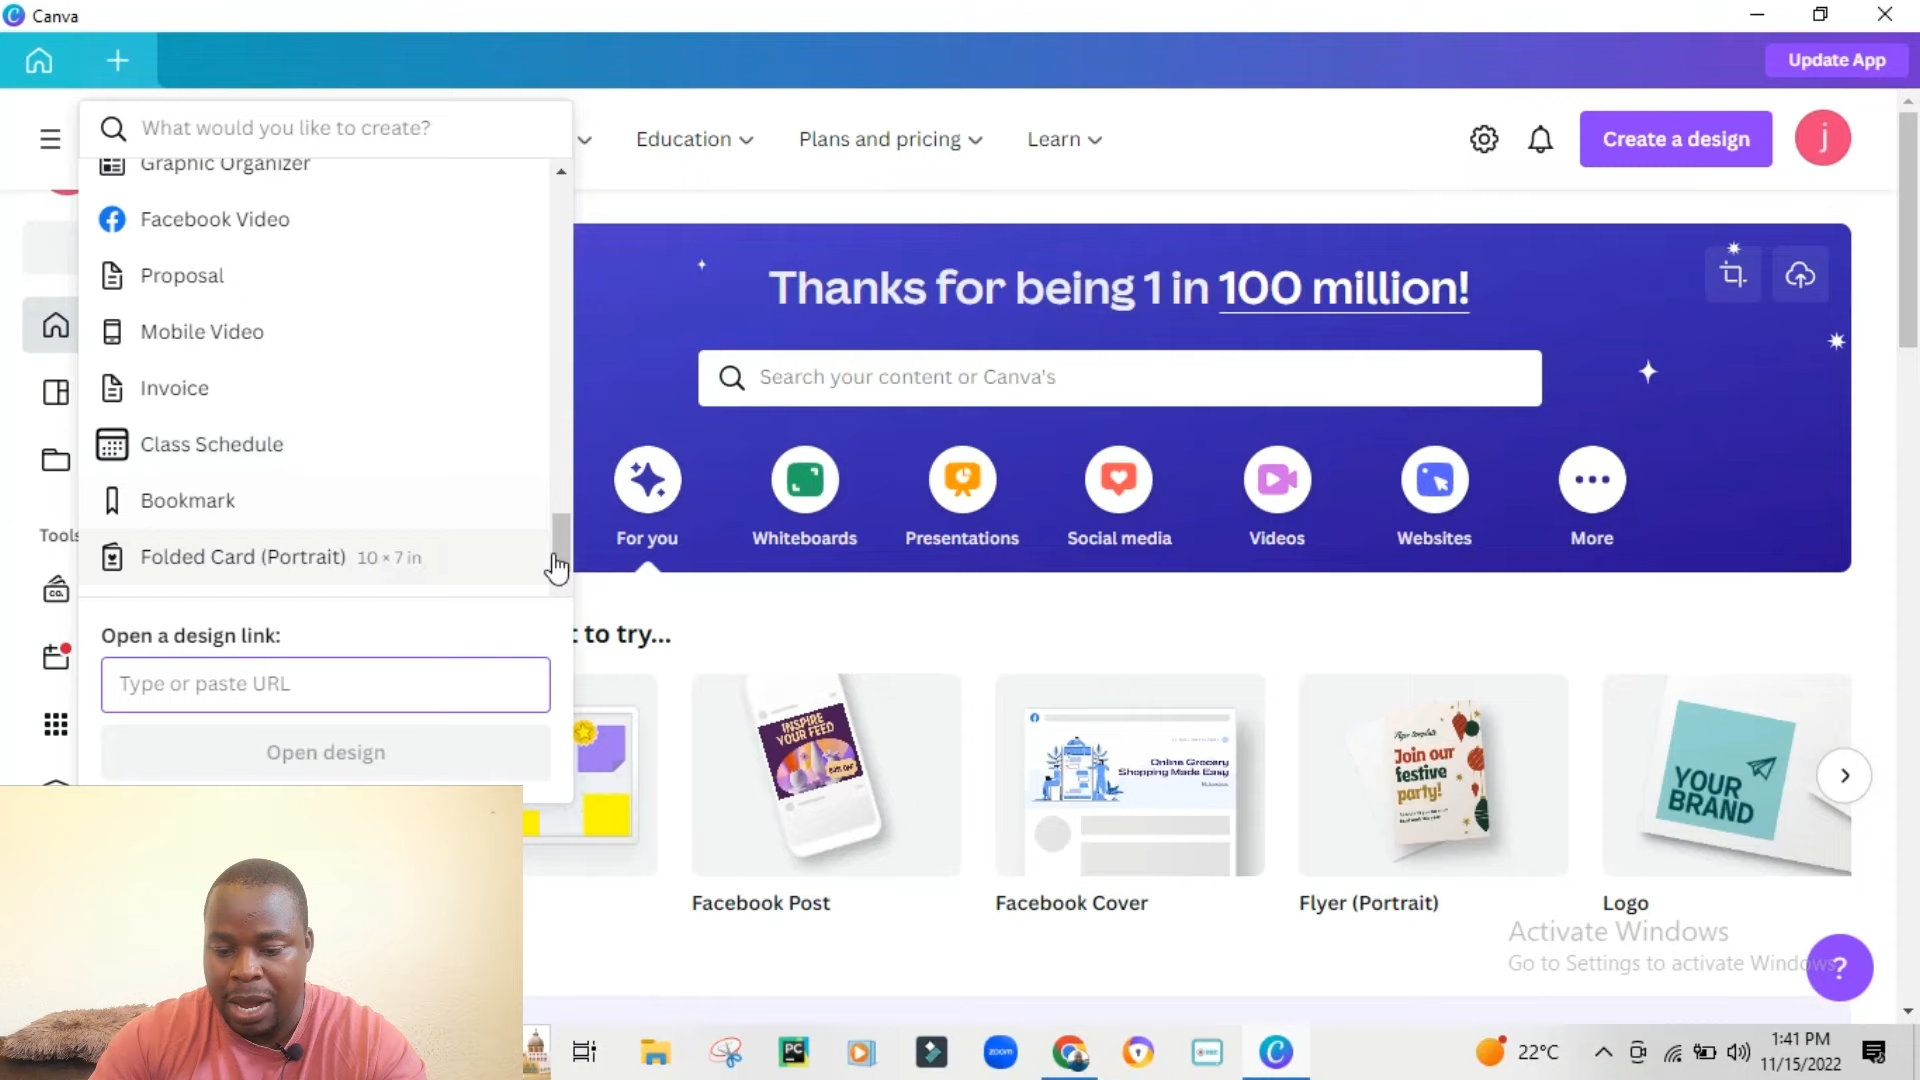 Canva
Update App
What would you like to create?
Education
Plans and pricing
Learn
Create a design
j
Graphic Organizer
Facebook Video
Proposal
Mobile Video
Invoice
Class Schedule
Bookmark
Folded Card (Portrait) 10 × 7 in
Tools
Open a design link:
Type or paste URL
Open design
Thanks for being 1 in 100 million!
Search your content or Canva's
For you
Whiteboards
Presentations
Social media
Videos
Websites
More
t to try...
INSPIRE
YOUR FEED
Online Grocery
Shopping Made Easy
Join our
festive
party!
YOUR
BRAND
Facebook Post
Facebook Cover
Flyer (Portrait)
Logo
Activate Windows
Go to Settings to activate Windows
?
CO.
PC
zoom
22°C
1:41 PM
11/15/2022